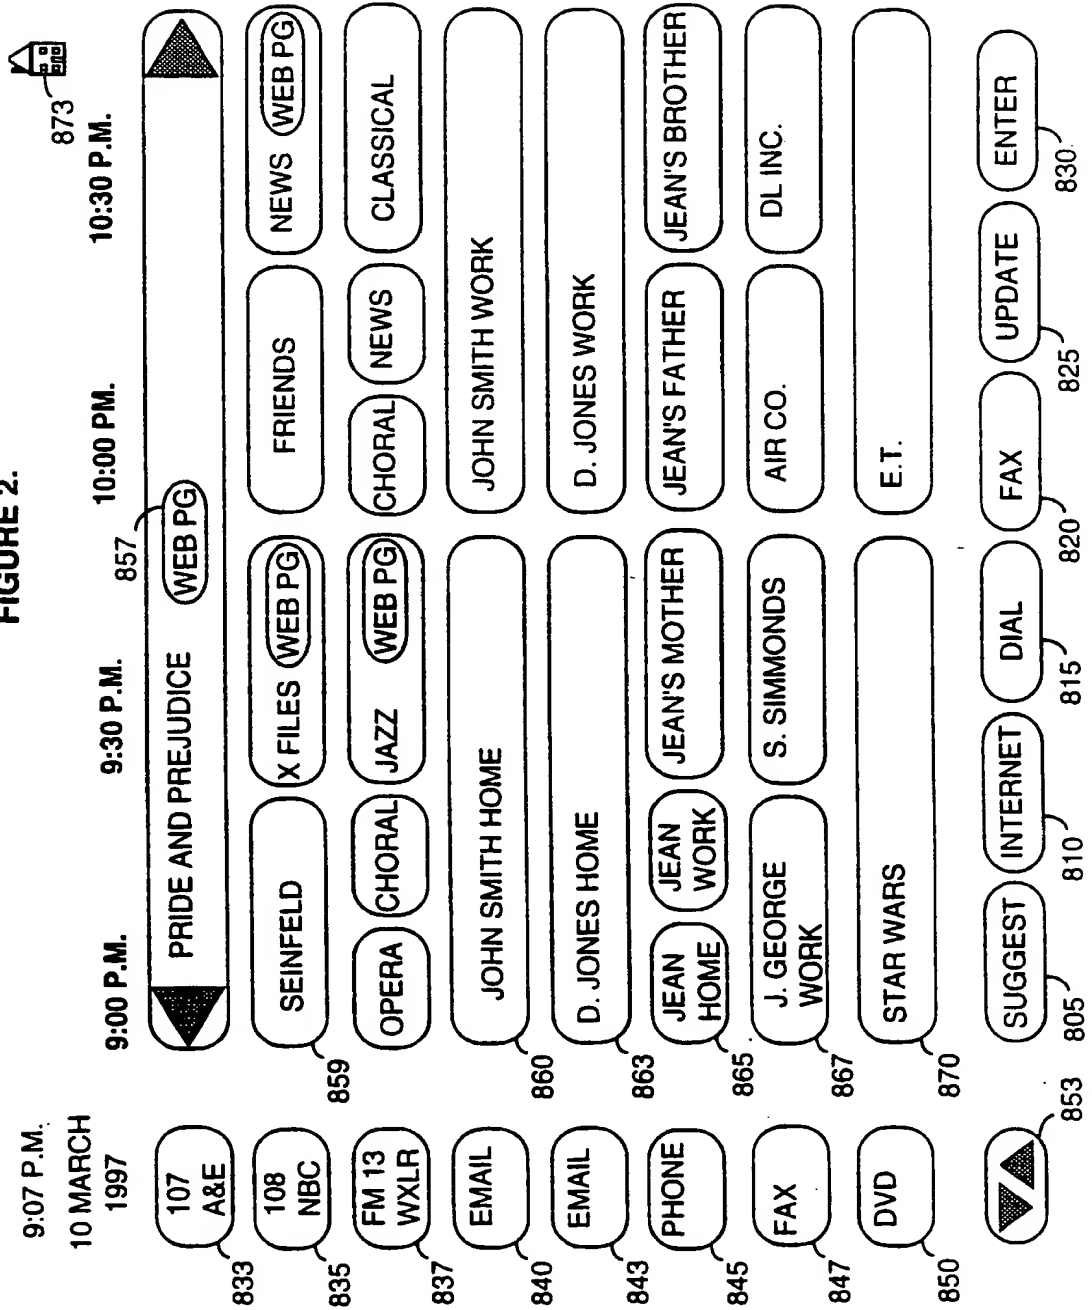 FIGURE 2.
9:07 P.M.
10 MARCH
1997
9:00 P.M. 9:30 P.M. 10:00 PM. 10:30 P.M.
873
857
107
A&E
PRIDE AND PREJUDICE WEB PG
833
108
NBC
SEINFELD X FILES WEB PG FRIENDS NEWS WEB PG
835
859
FM 13
WXLR
OPERA CHORAL JAZZ WEB PG CHORAL NEWS CLASSICAL
837
EMAIL JOHN SMITH HOME JOHN SMITH WORK
840
860
EMAIL D. JONES HOME D. JONES WORK
843
863
PHONE
JEAN
HOME
JEAN
WORK
JEAN'S MOTHER JEAN'S FATHER JEAN'S BROTHER
845
865
FAX
J. GEORGE
WORK
S. SIMMONDS AIR CO. DL INC.
847
867
DVD STAR WARS E.T.
850
870
SUGGEST INTERNET DIAL FAX UPDATE ENTER
853 805 810 815 820 825 830